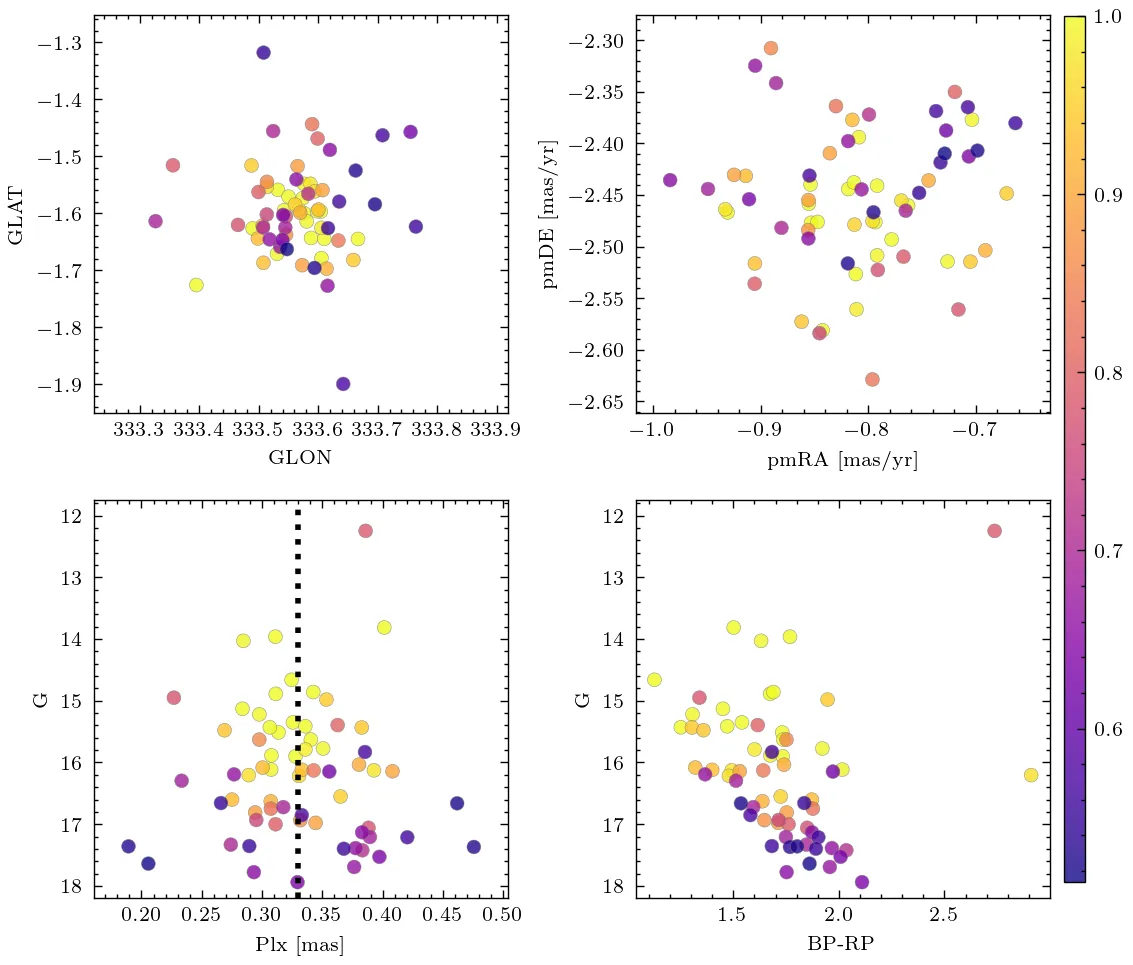 −1.3
−1.4
−1.5
−1.6
−1.7
−1.8
−1.9
GLAT
333.3 333.4 333.5 333.6 333.7 333.8 333.9
GLON
−2.30
−2.35
−2.40
−2.45
−2.50
−2.55
−2.60
−2.65
pmDE [mas/yr]
−1.0 −0.9 −0.8 −0.7
pmRA [mas/yr]
1.0
0.9
0.8
0.7
0.6
12
13
14
15
16
17
18
G
0.20 0.25 0.30 0.35 0.40 0.45 0.50
Plx [mas]
12
13
14
15
16
17
18
G
1.5 2.0 2.5
BP-RP